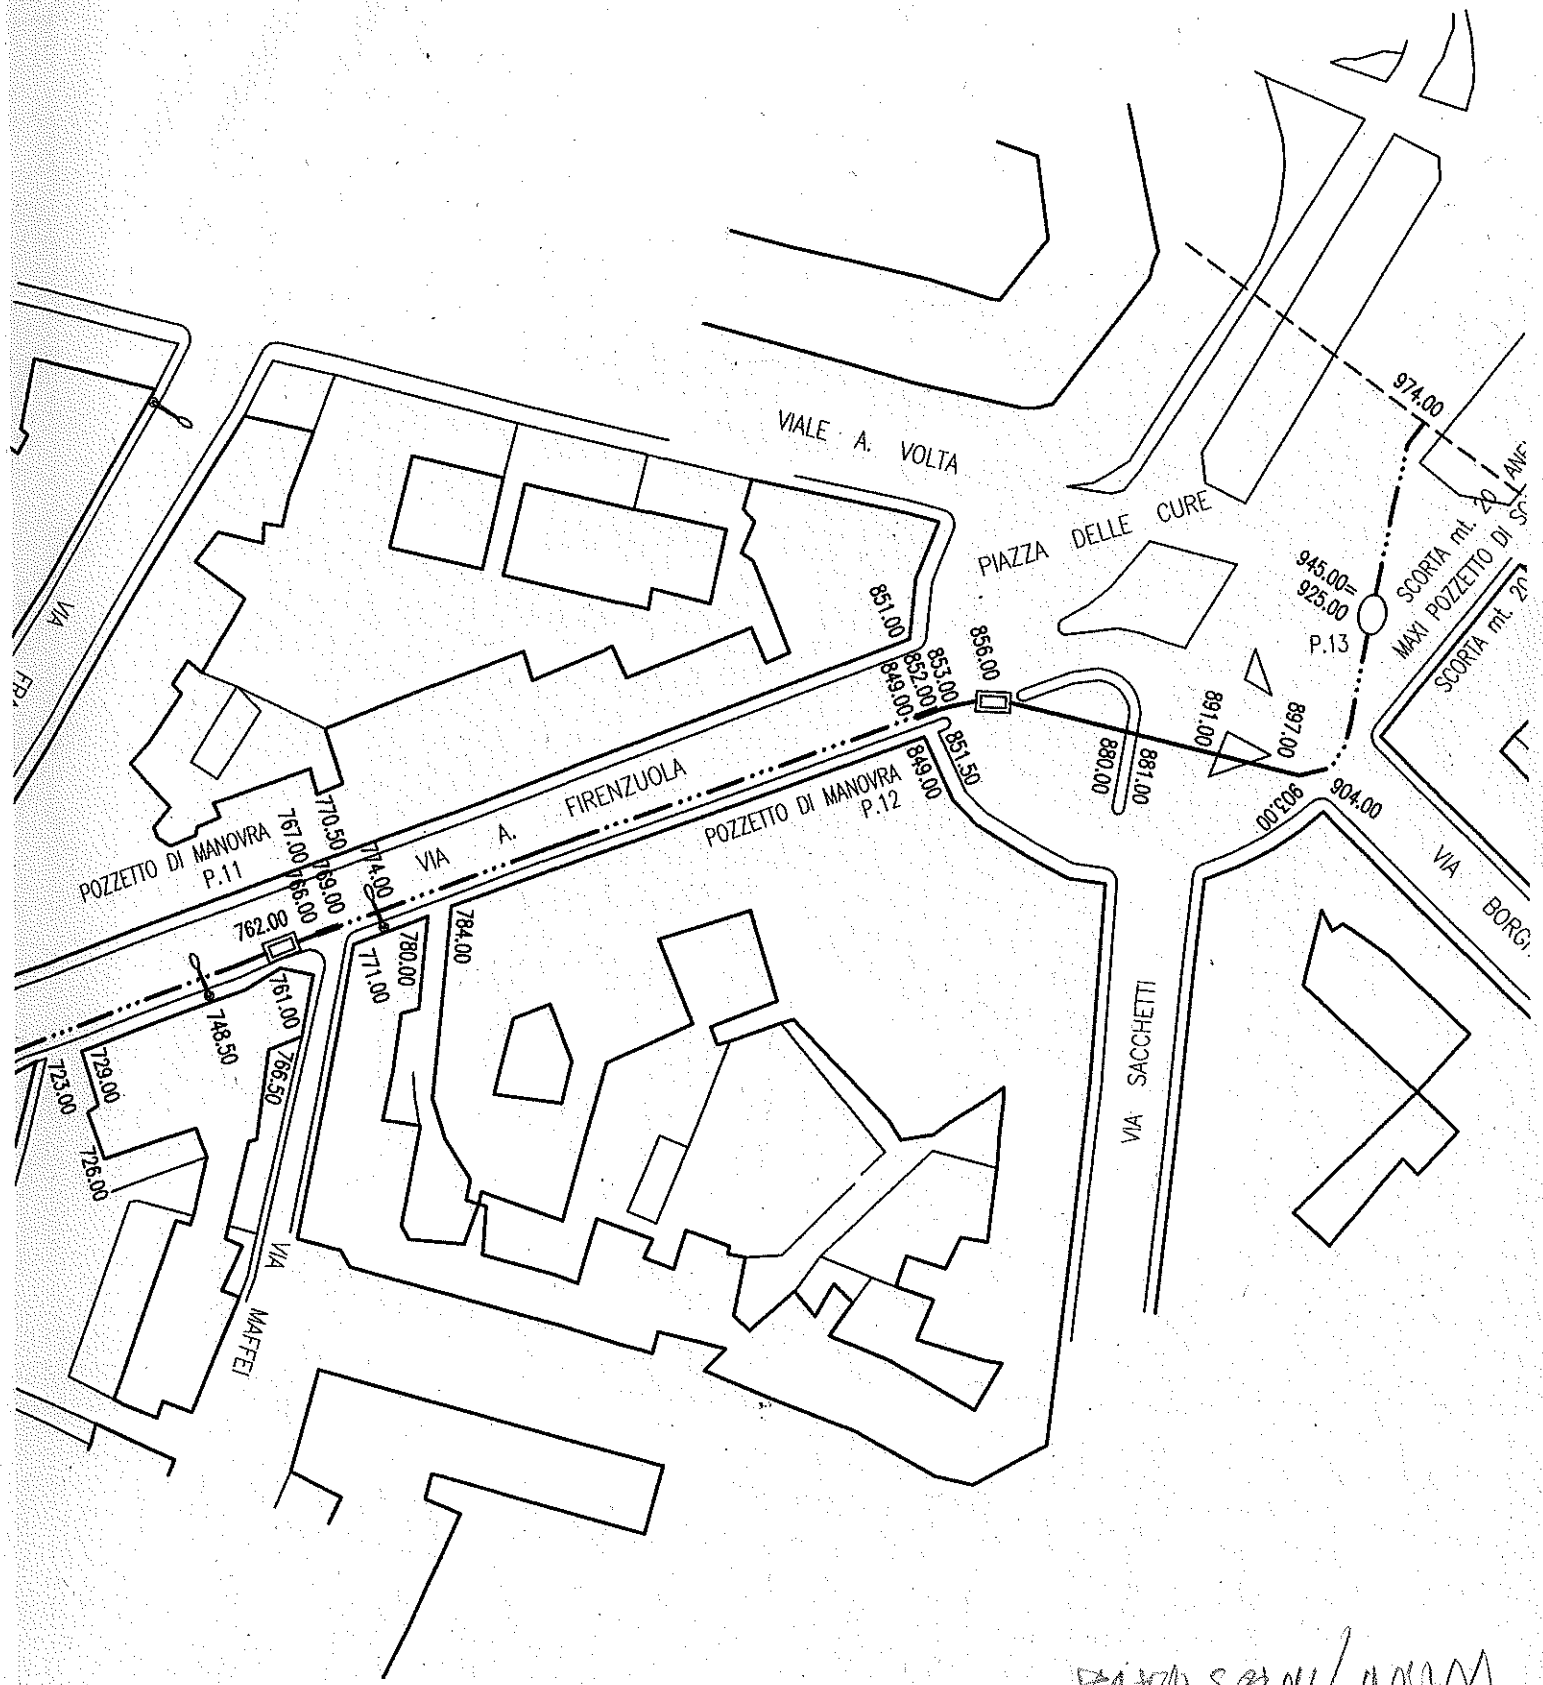 VIALE A. VOLTA
974.00
PIAZZA DELLE CURE
SCORTA mt. 20
MAXI POZZETTO DI
SCORTA mt. 20
945.00=
925.00
P.13
851.00
856.00
853.00
852.00
849.00
891.00
897.00
880.00
881.00
851.50
849.00
903.00
904.00
VIA
VIA A. FIRENZUOLA
POZZETTO DI MANOVRA
P.12
770.50
767.00
769.00
766.00
774.00
POZZETTO DI MANOVRA
P.11
762.00
784.00
780.00
771.00
761.00
748.50
766.50
729.00
723.00
726.00
VIA
VIA SACCHETTI
VIA MAFFEI